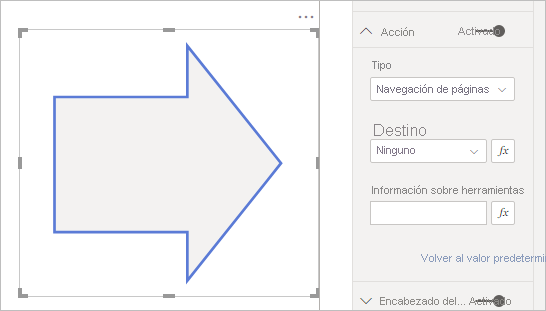 Acción Activado
Tipo
Navegación de páginas
Destino
Ninguno fx
Información sobre herramientas
fx
Volver al valor predetermi
Encabezado del... Activado